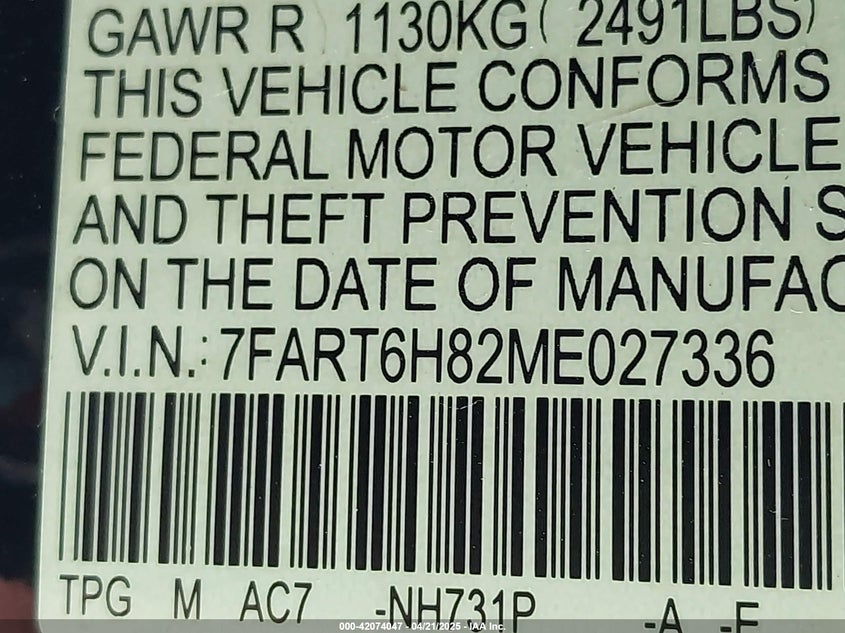 GAWR R 1130KG( 2491LBS)
THIS VEHICLE CONFORMS
FEDERAL MOTOR VEHICLE
AND THEFT PREVENTION S
ON THE DATE OF MANUFAC
V.I.N.: 7FART6H82ME027336
TPG M AC7 -NH731P -A -E
000-42074047 - 04/21/2025 - IAA Inc.